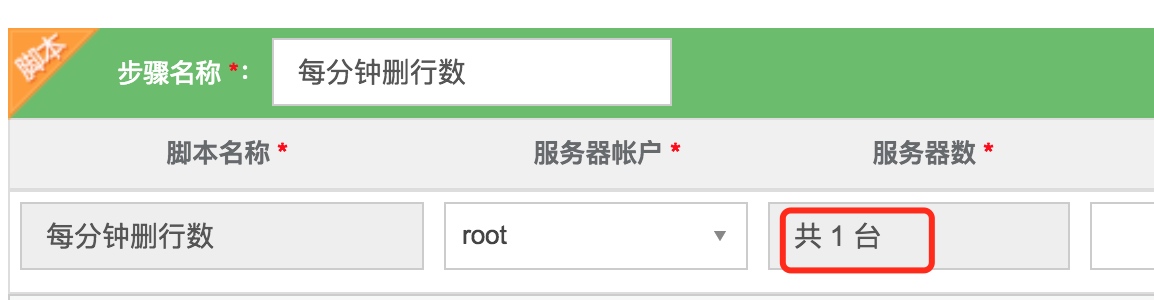 脚本
步骤名称 *： 每分钟删行数
脚本名称 * 服务器帐户 * 服务器数 *
每分钟删行数 root 共 1 台